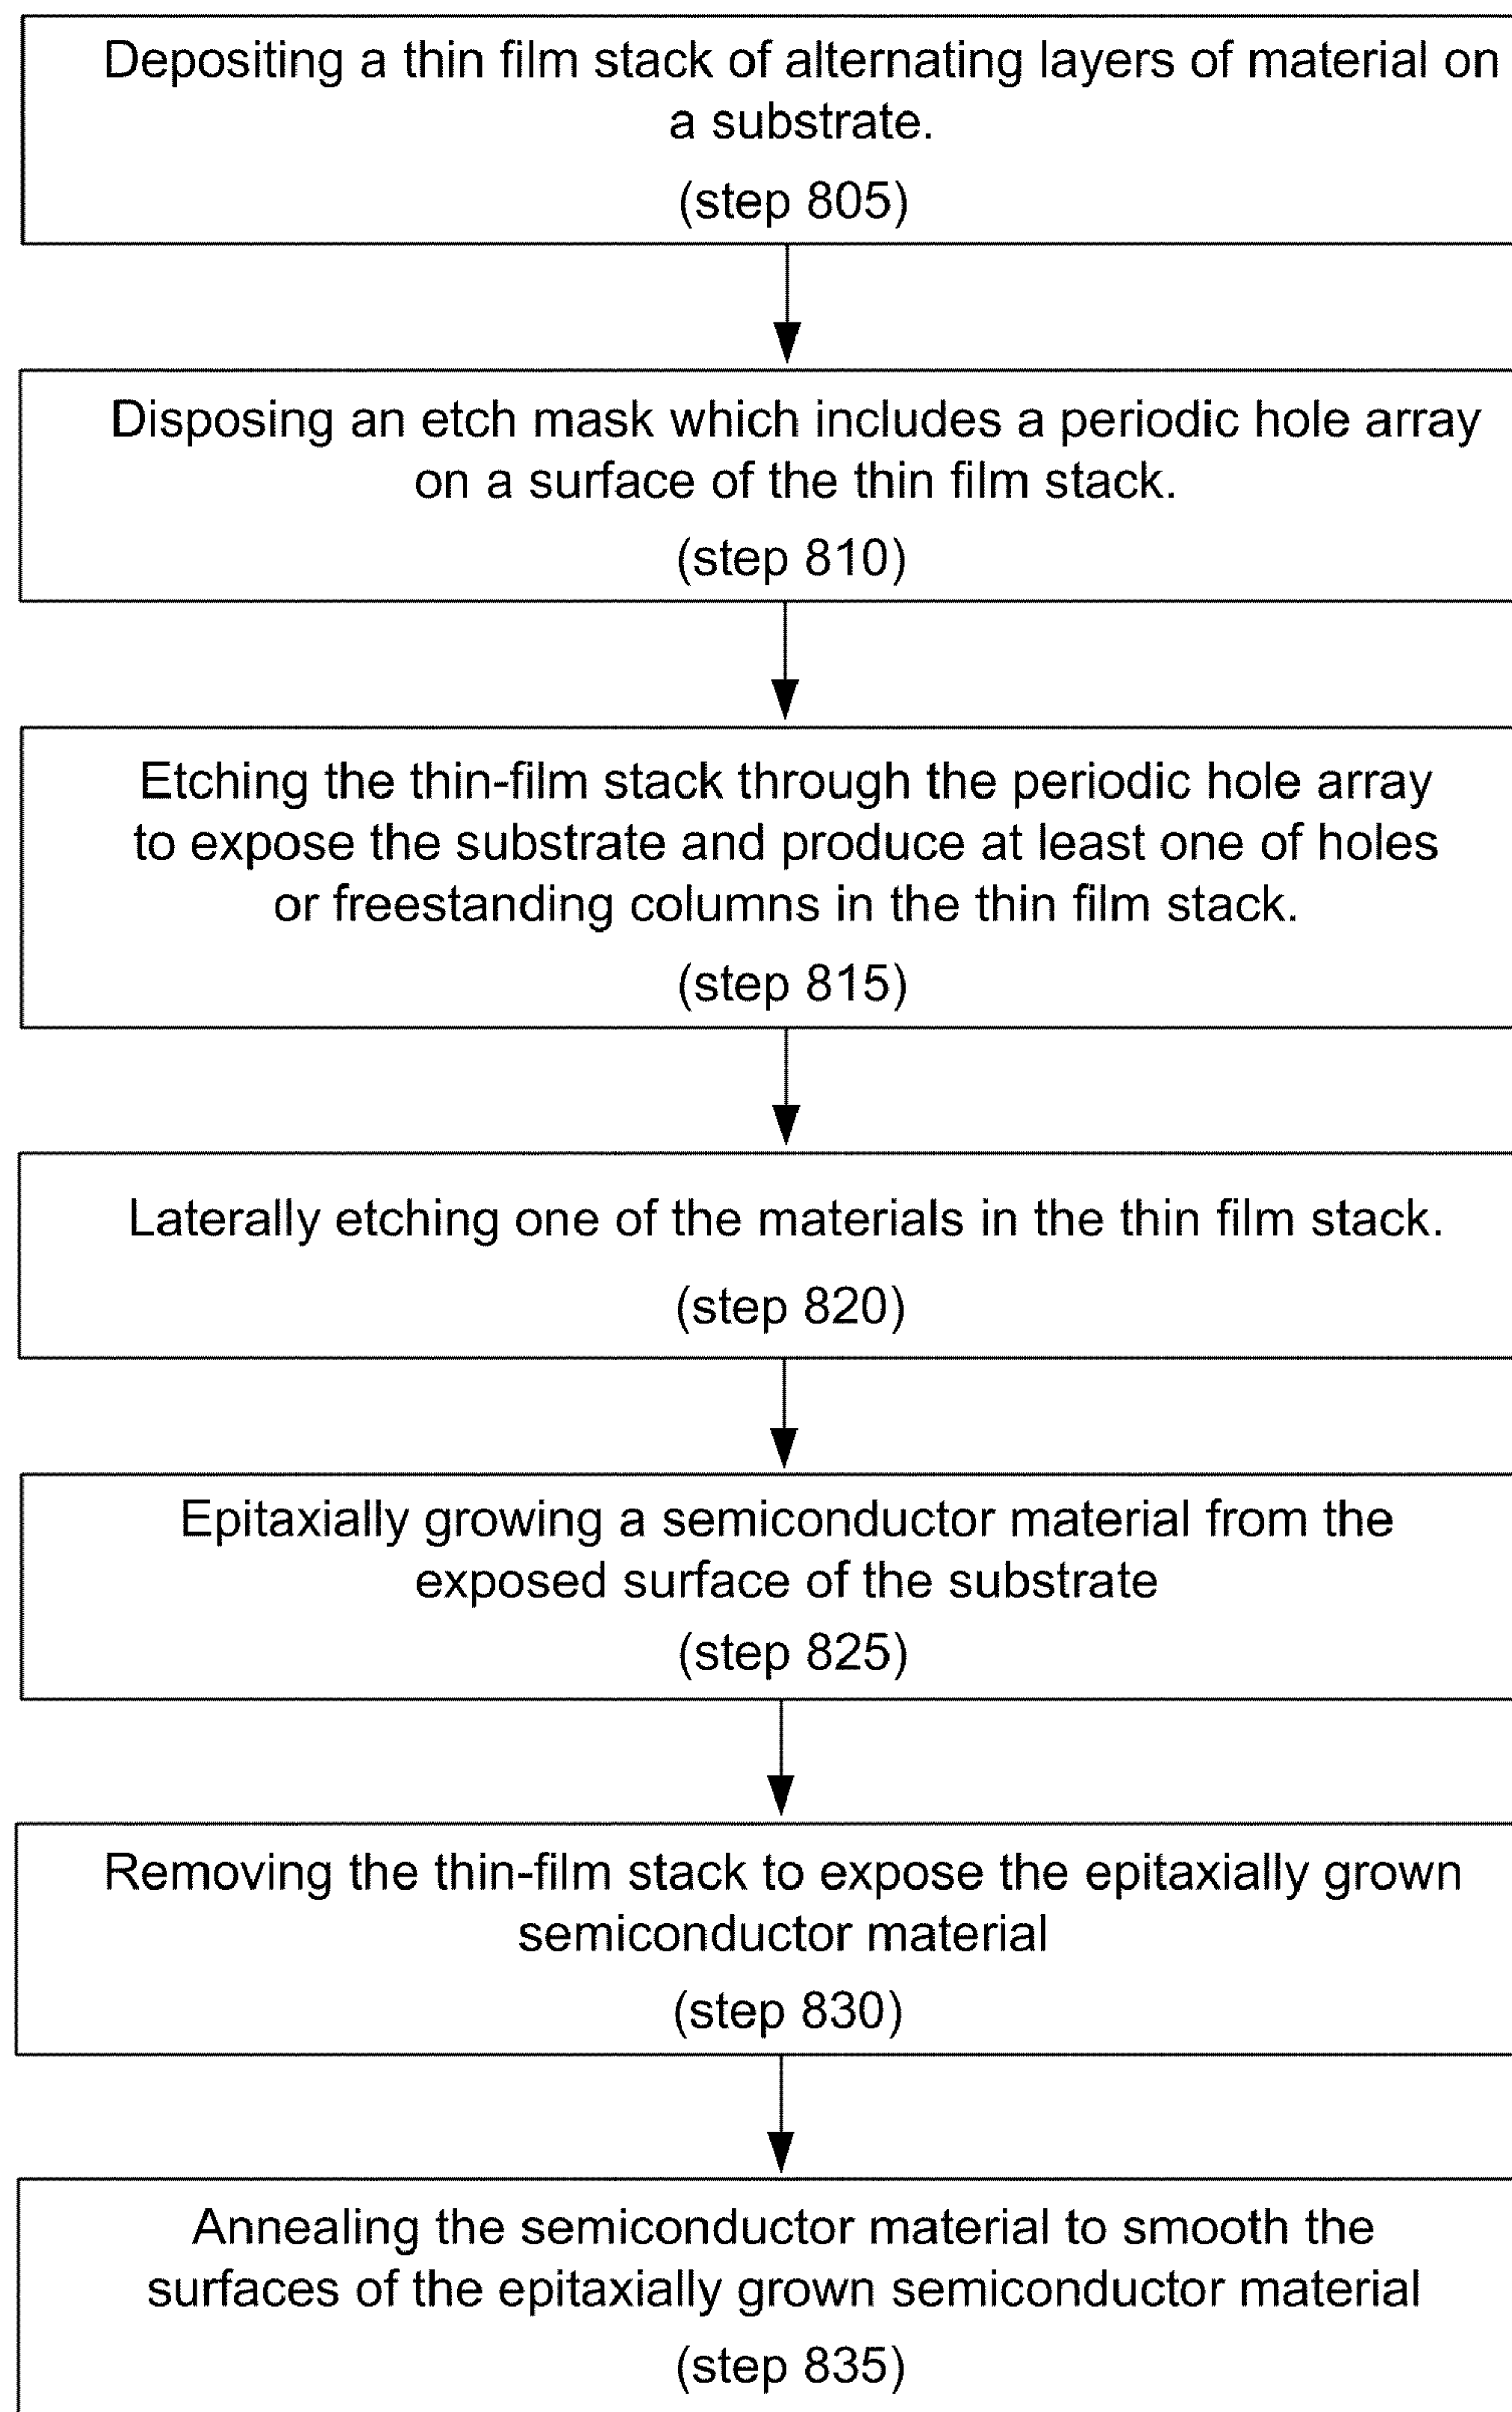 Depositing a thin film stack of alternating layers of material on
a substrate.
(step 805)
Disposing an etch mask which includes a periodic hole array
on a surface of the thin film stack.
(step 810)
Etching the thin-film stack through the periodic hole array
to expose the substrate and produce at least one of holes
or freestanding columns in the thin film stack.
(step 815)
Laterally etching one of the materials in the thin film stack.
(step 820)
Epitaxially growing a semiconductor material from the
exposed surface of the substrate
(step 825)
Removing the thin-film stack to expose the epitaxially grown
semiconductor material
(step 830)
Annealing the semiconductor material to smooth the
surfaces of the epitaxially grown semiconductor material
(step 835)